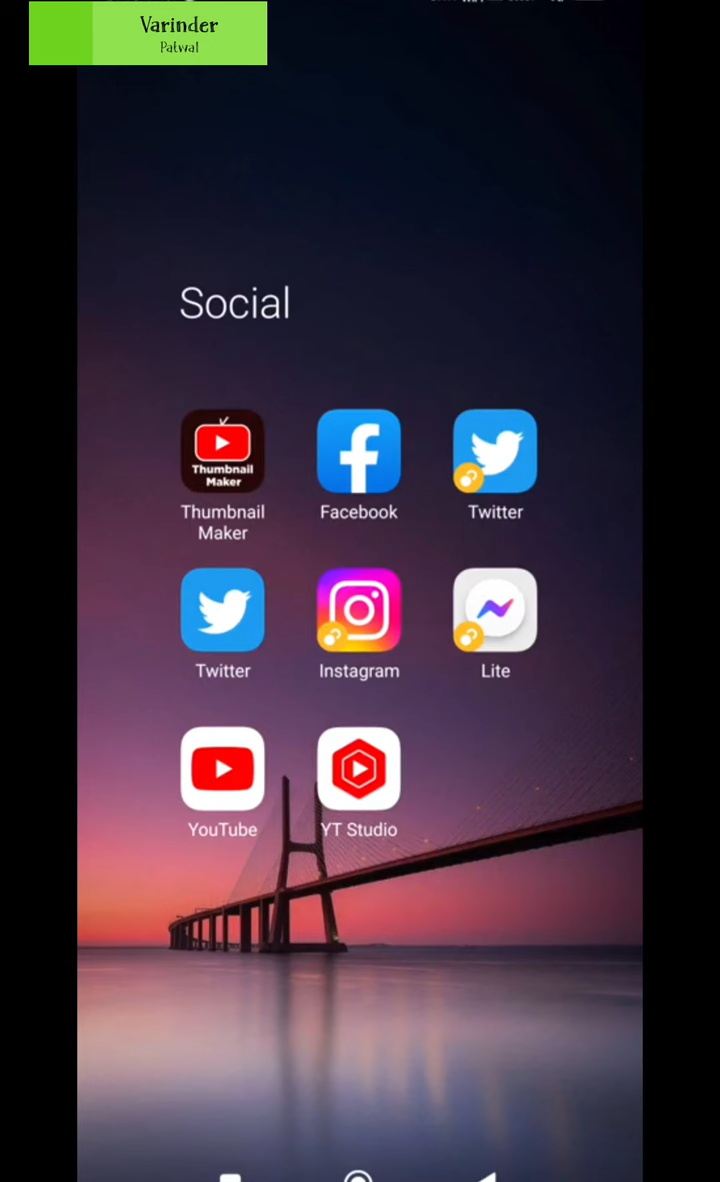 Varinder
Patwal
Social
Thumbnail
Maker
Thumbnail
Maker
Facebook
Twitter
Twitter
Instagram
Lite
YouTube
YT Studio